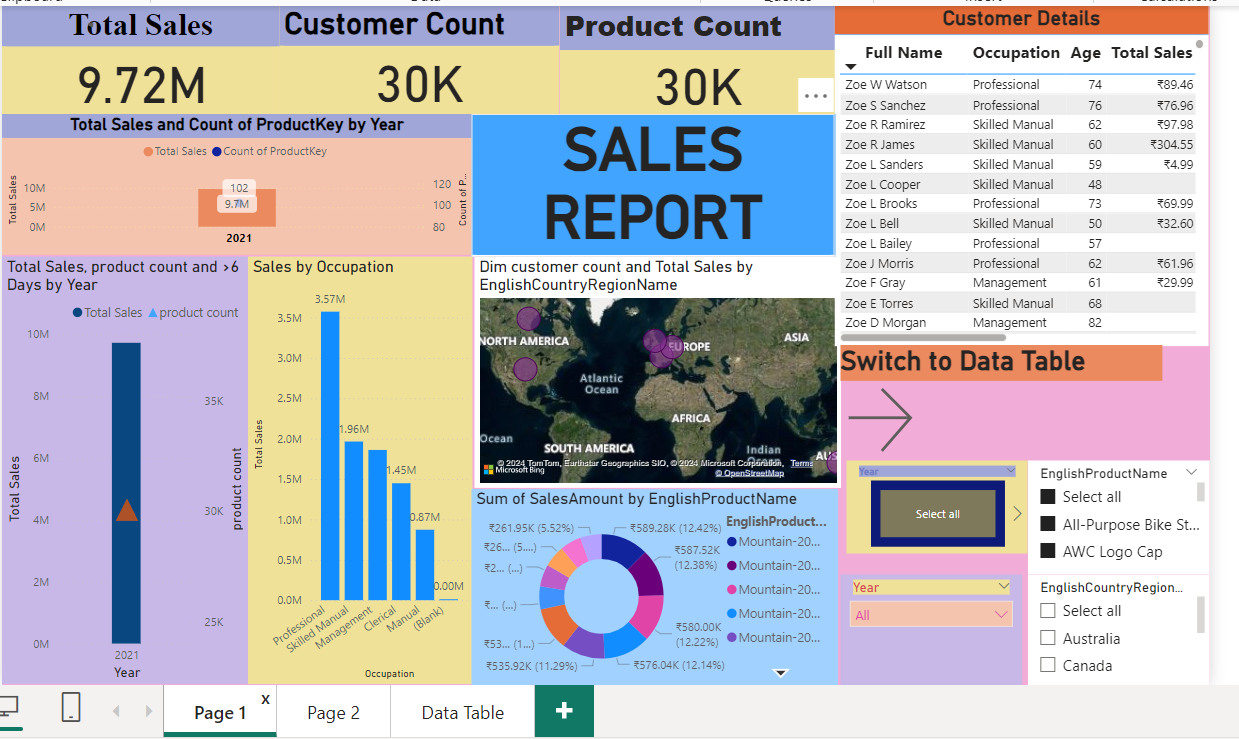 Total Sales
Customer Count
Product Count
9.72M
30K
30K
...
Customer Details
Full Name Occupation Age Total Sales
Zoe W Watson Professional 74 ₹89.46
Zoe S Sanchez Professional 76 ₹76.96
Zoe R Ramirez Skilled Manual 62 ₹97.98
Zoe R James Skilled Manual 60 ₹304.55
Zoe L Sanders Skilled Manual 59 ₹4.99
Zoe L Cooper Skilled Manual 48
Zoe L Brooks Professional 73 ₹69.99
Zoe L Bell Skilled Manual 50 ₹32.60
Zoe L Bailey Professional 57
Zoe J Morris Professional 62 ₹61.96
Zoe F Gray Management 61 ₹29.99
Zoe E Torres Skilled Manual 68
Zoe D Morgan Management 82
Total Sales and Count of ProductKey by Year
Total Sales Count of ProductKey
Total Sales
10M
5M
0M
102
9.7M
120
100
80
Count of P...
2021
SALES
REPORT
Total Sales, product count and >6
Days by Year
Total Sales product count
Total Sales
10M
8M
6M
4M
2M
0M
35K
30K
25K
product count
2021
Year
Sales by Occupation
Total Sales
3.5M
3.0M
2.5M
2.0M
1.5M
1.0M
0.5M
0.0M
3.57M
1.96M
1.45M
0.87M
0.00M
Professional
Skilled Manual
Management
Clerical
Manual
(Blank)
Occupation
Dim customer count and Total Sales by
EnglishCountryRegionName
NORTH AMERICA
EUROPE
ASIA
Atlantic
Ocean
AFRICA
Ocean
SOUTH AMERICA
Indian
Ocean
AUS
© 2024 TomTom, Earthstar Geographics SIO, © 2024 Microsoft Corporation, Terms
Microsoft Bing
© OpenStreetMap
Sum of SalesAmount by EnglishProductName
₹261.95K (5.52%)
₹26... (5....)
₹2... (...)
₹... (...)
₹53... (1...)
₹535.92K (11.29%)
₹589.28K (12.42%)
₹587.52K
(12.38%)
₹580.00K
(12.22%)
₹576.04K (12.14%)
EnglishProduct...
Mountain-20...
Mountain-20...
Mountain-20...
Mountain-20...
Mountain-20...
Switch to Data Table
Year
Select all
EnglishProductName
Select all
All-Purpose Bike St...
AWC Logo Cap
Year
All
EnglishCountryRegion...
Select all
Australia
Canada
Page 1 x
Page 2
Data Table
+